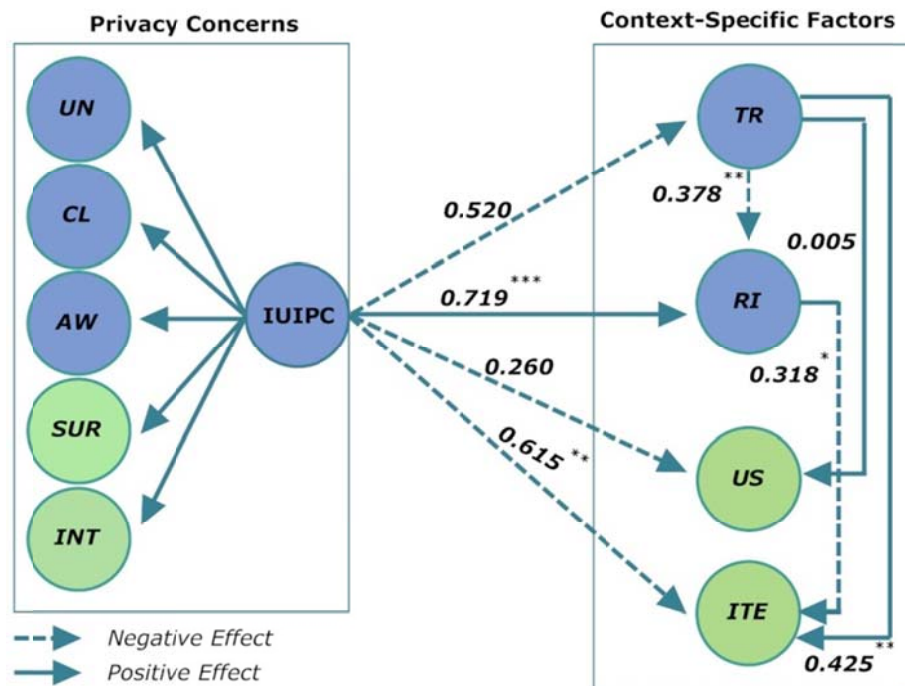 Privacy Concerns
Context-Specific Factors
UN
CL
AW
SUR
INT
IUIPC
0.520
0.719 ***
0.260
0.615 **
TR
0.378 **
0.005
RI
0.318 *
US
ITE
0.425 **
Negative Effect
Positive Effect